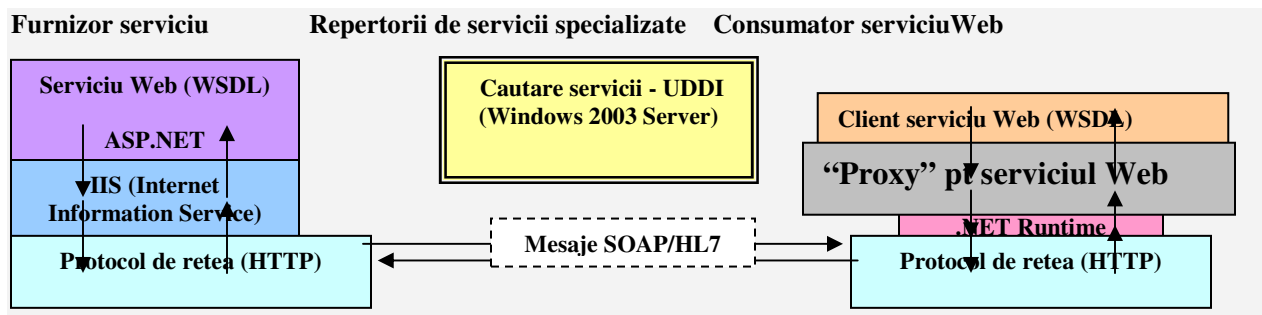 Furnizor serviciu Repertorii de servicii specializate Consumator serviciuWeb
Serviciu Web (WSDL)
ASP.NET
IIS (Internet
Information Service)
Protocol de retea (HTTP)
Cautare servicii - UDDI
(Windows 2003 Server)
Mesaje SOAP/HL7
Client serviciu Web (WSDL)
“Proxy” pt serviciul Web
.NET Runtime
Protocol de retea (HTTP)